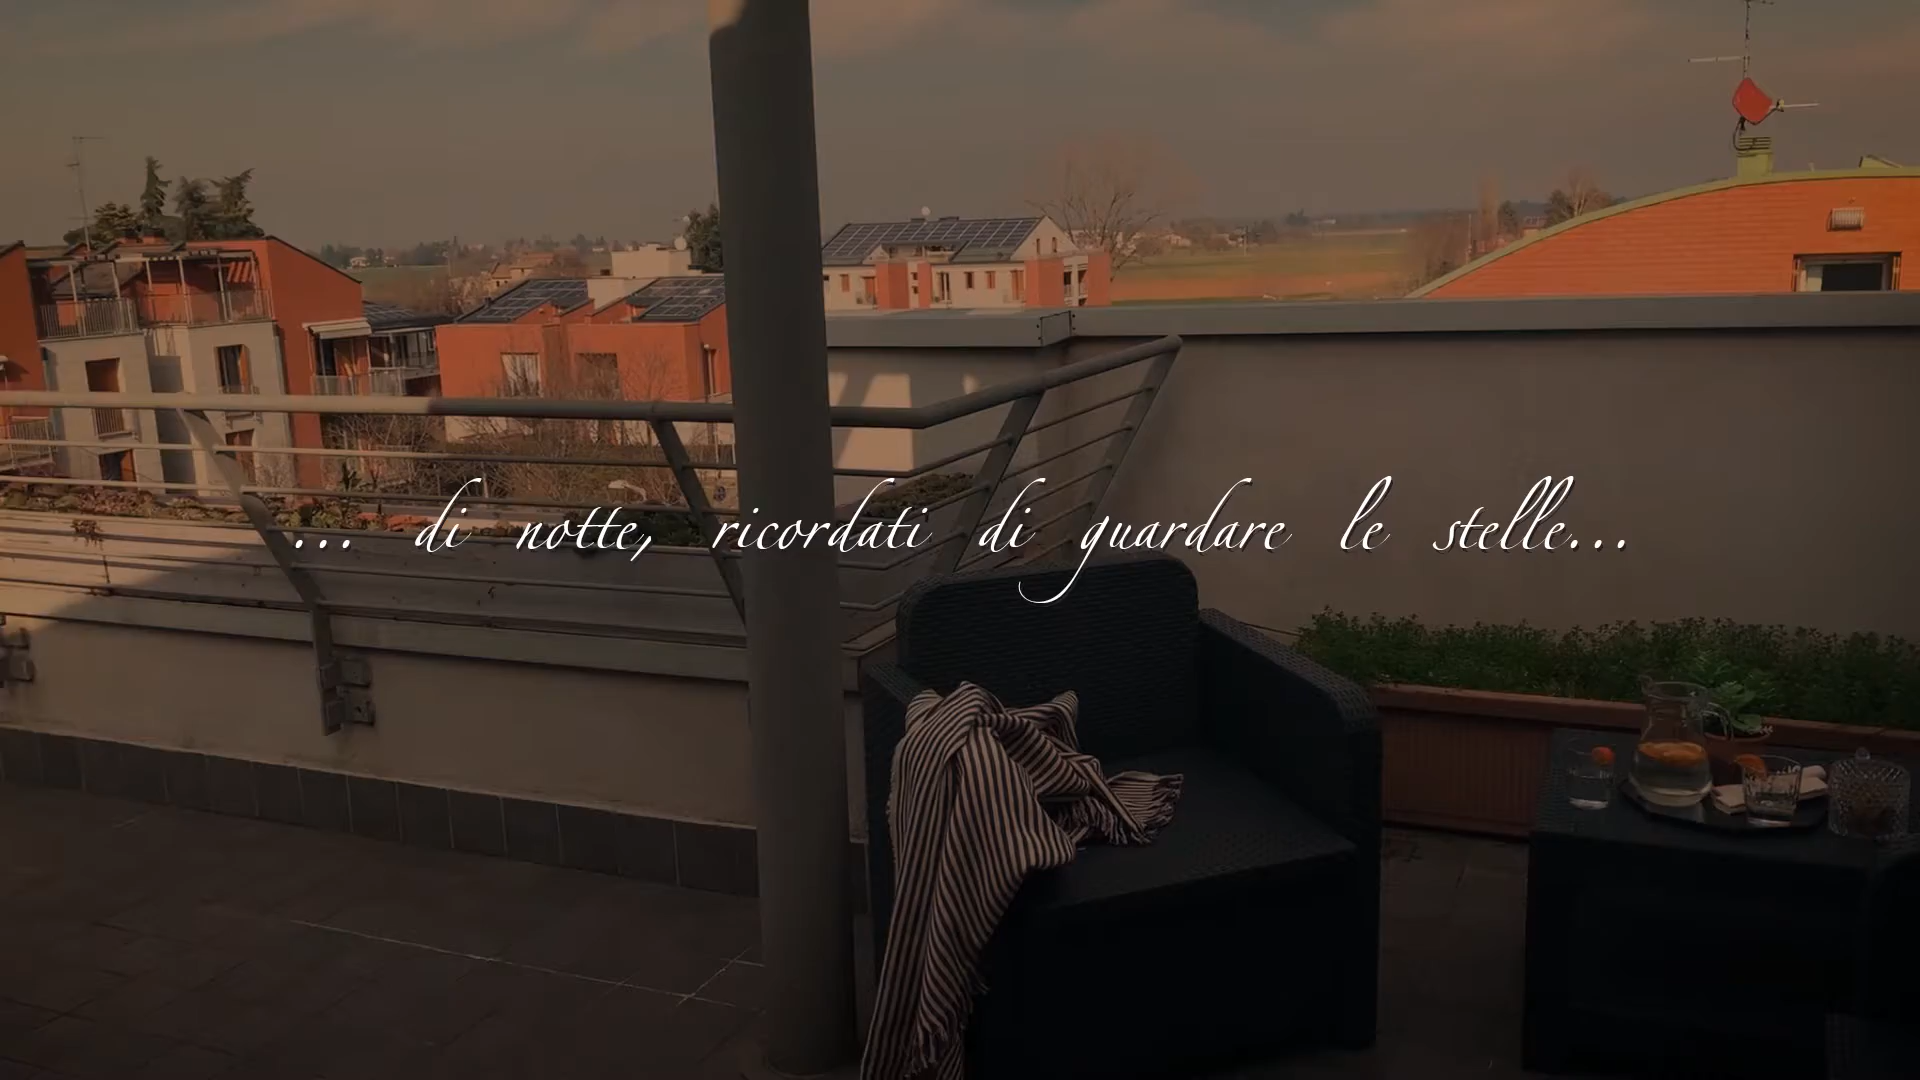 ... di notte, ricordati di guardare le stelle...